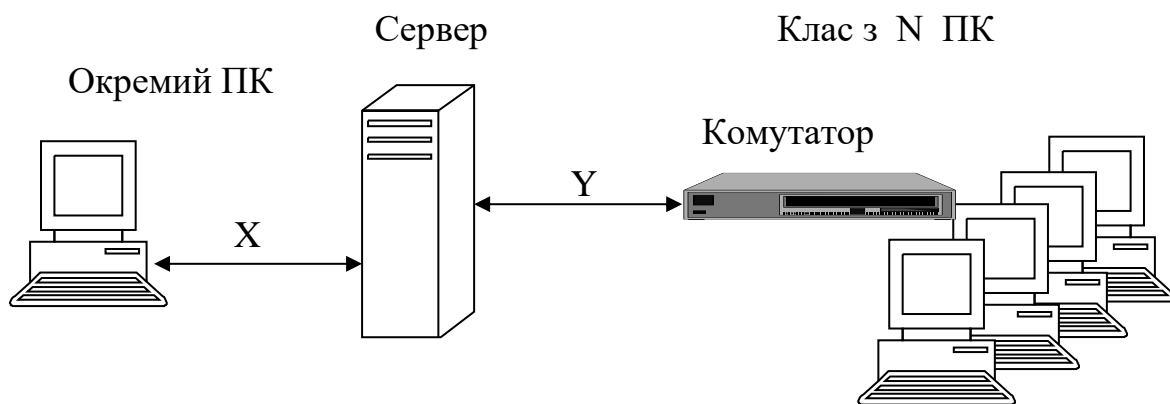 Сервер
Клас з N ПК
Окремий ПК
Комутатор
Y
X